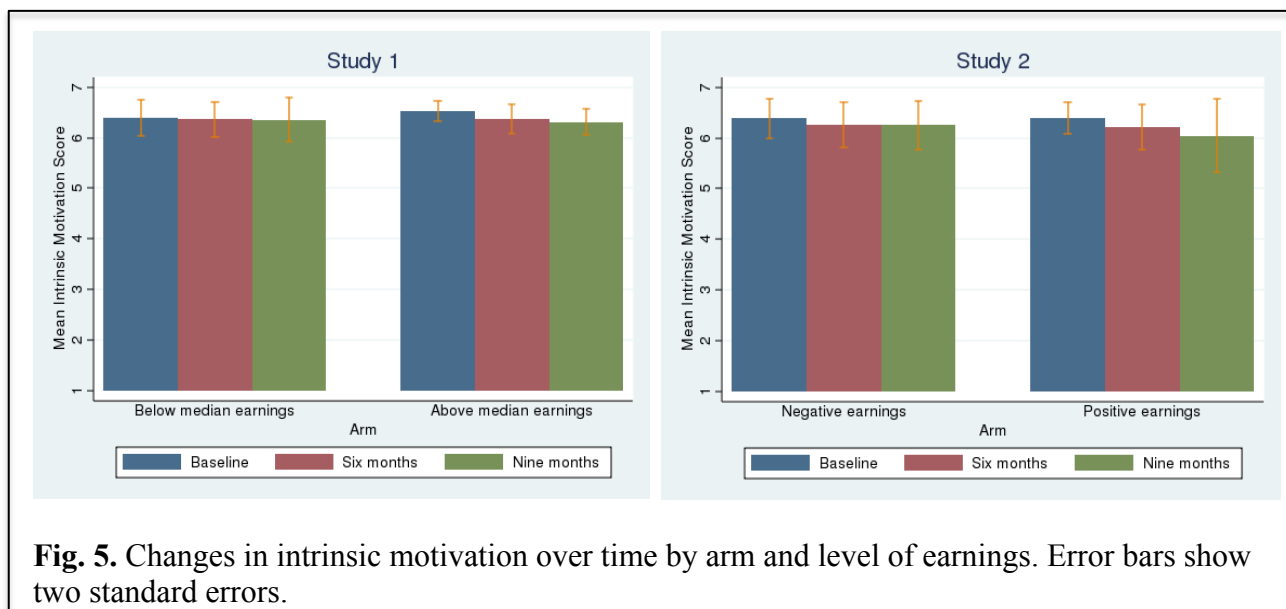 Study 1
Mean Intrinsic Motivation Score
7
6
5
4
3
2
1
Below median earnings Above median earnings
Arm
Baseline Six months Nine months
Study 2
Mean Intrinsic Motivation Score
7
6
5
4
3
2
1
Negative earnings Positive earnings
Arm
Baseline Six months Nine months
Fig. 5. Changes in intrinsic motivation over time by arm and level of earnings. Error bars show
two standard errors.